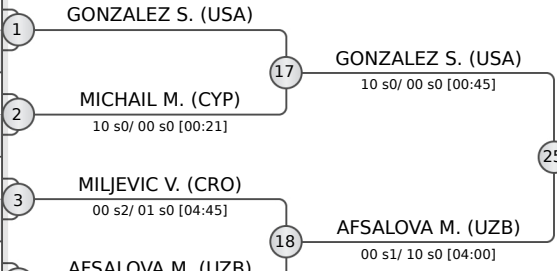 GONZALEZ S. (USA)
1
17
GONZALEZ S. (USA)
10 s0/ 00 s0 [00:45]
MICHAIL M. (CYP)
2
10 s0/ 00 s0 [00:21]
25
MILJEVIC V. (CRO)
3
00 s2/ 01 s0 [04:45]
18
AFSALOVA M. (UZB)
00 s1/ 10 s0 [04:00]
AFSALOVA M. (UZB)